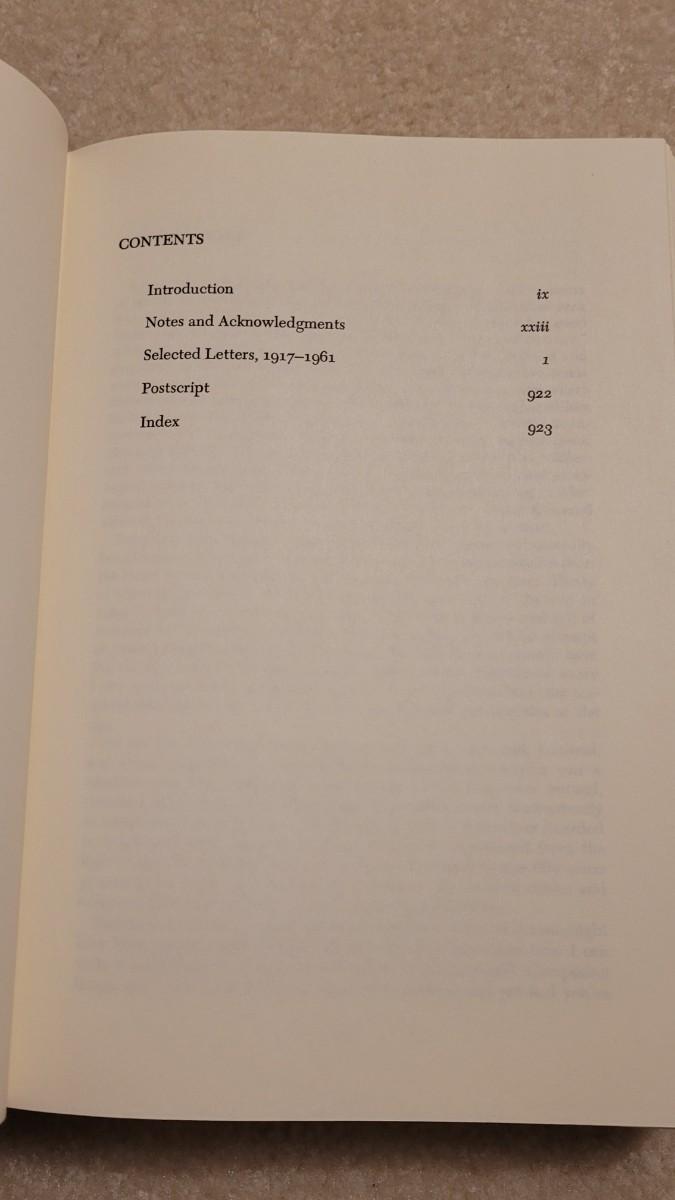 CONTENTS
Introduction ix
Notes and Acknowledgments xxiii
Selected Letters, 1917–1961 1
Postscript 922
Index 923